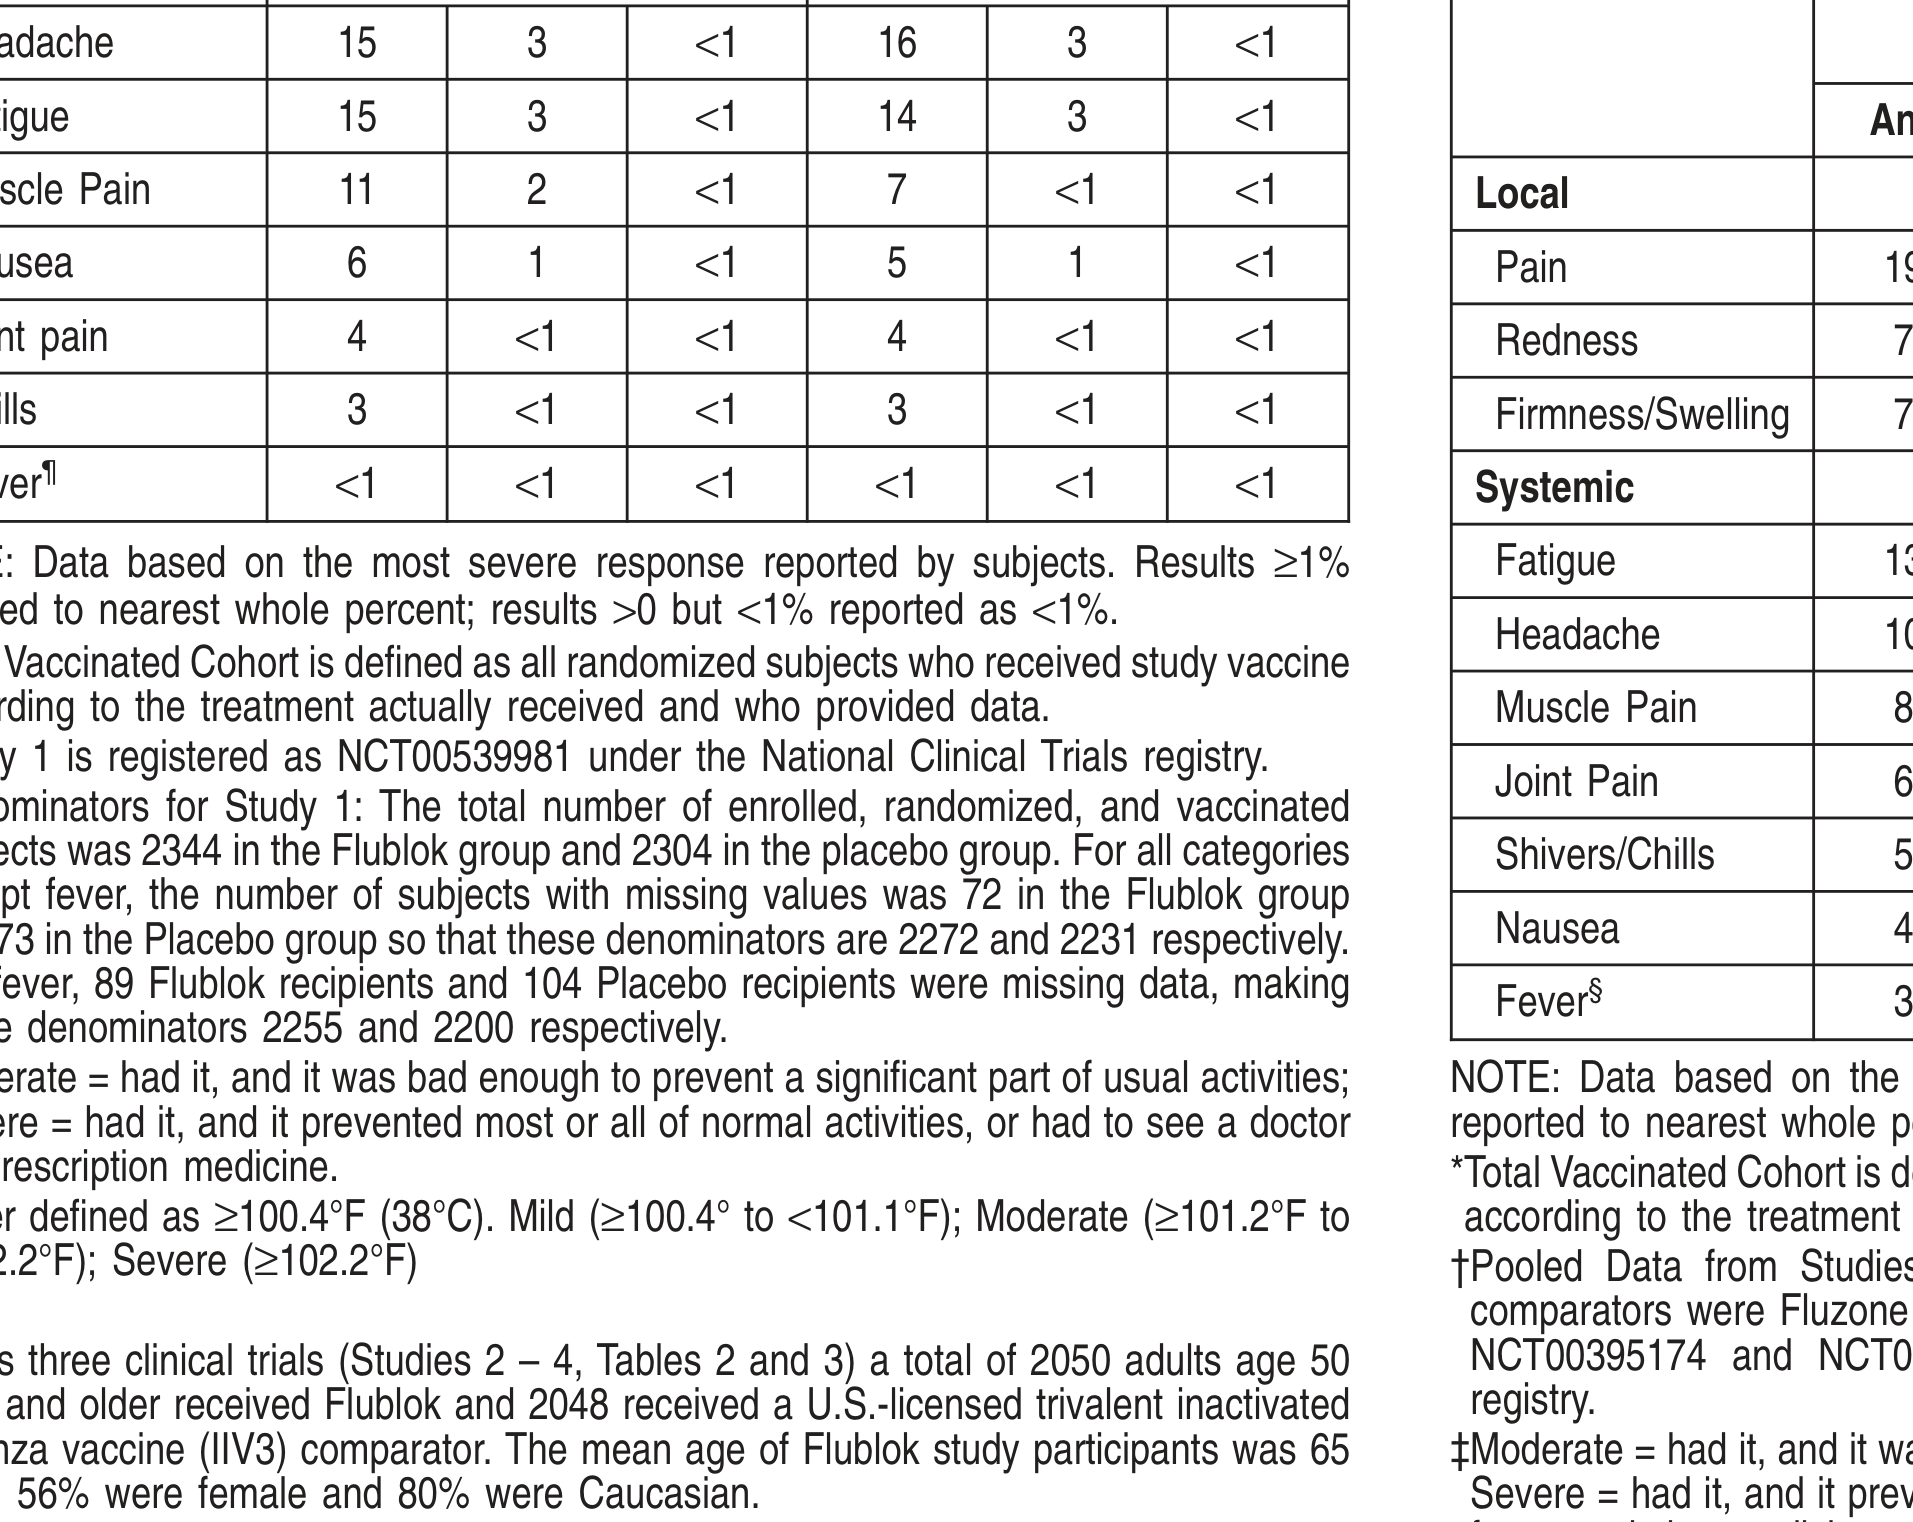 adache 15 3 <1 16 3 <1
igue 15 3 <1 14 3 <1
scle Pain 11 2 <1 7 <1 <1
usea 6 1 <1 5 1 <1
nt pain 4 <1 <1 4 <1 <1
ills 3 <1 <1 3 <1 <1
ver¶ <1 <1 <1 <1 <1 <1
E: Data based on the most severe response reported by subjects. Results ≥1%
ed to nearest whole percent; results >0 but <1% reported as <1%.
Vaccinated Cohort is defined as all randomized subjects who received study vaccine
rding to the treatment actually received and who provided data.
y 1 is registered as NCT00539981 under the National Clinical Trials registry.
ominators for Study 1: The total number of enrolled, randomized, and vaccinated
ects was 2344 in the Flublok group and 2304 in the placebo group. For all categories
pt fever, the number of subjects with missing values was 72 in the Flublok group
73 in the Placebo group so that these denominators are 2272 and 2231 respectively.
fever, 89 Flublok recipients and 104 Placebo recipients were missing data, making
e denominators 2255 and 2200 respectively.
erate = had it, and it was bad enough to prevent a significant part of usual activities;
ere = had it, and it prevented most or all of normal activities, or had to see a doctor
rescription medicine.
er defined as ≥100.4°F (38°C). Mild (≥100.4° to <101.1°F); Moderate (≥101.2°F to
2.2°F); Severe (≥102.2°F)
s three clinical trials (Studies 2 – 4, Tables 2 and 3) a total of 2050 adults age 50
and older received Flublok and 2048 received a U.S.-licensed trivalent inactivated
nza vaccine (IIV3) comparator. The mean age of Flublok study participants was 65
56% were female and 80% were Caucasian.
An
Local
Pain 19
Redness 7
Firmness/Swelling 7
Systemic
Fatigue 13
Headache 10
Muscle Pain 8
Joint Pain 6
Shivers/Chills 5
Nausea 4
Fever§ 3
NOTE: Data based on the
reported to nearest whole pe
*Total Vaccinated Cohort is de
according to the treatment
†Pooled Data from Studies
comparators were Fluzone
NCT00395174 and NCT0
registry.
‡Moderate = had it, and it wa
Severe = had it, and it prev